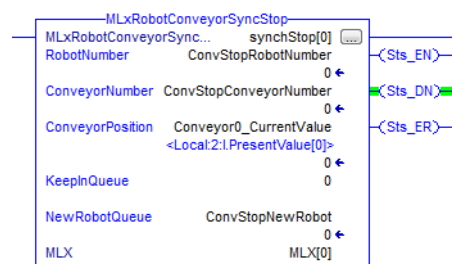 MLxRobotConveyorSyncStop
MLxRobotConveyorSync... synchStop[0] ...
RobotNumber ConvStopRobotNumber (Sts_EN)
0
ConveyorNumber ConvStopConveyorNumber (Sts_DN)
0
ConveyorPosition Conveyor0_CurrentValue (Sts_ER)
<Local:2:I.PresentValue[0]>
0
KeepInQueue 0
NewRobotQueue ConvStopNewRobot
0
MLX MLX[0]